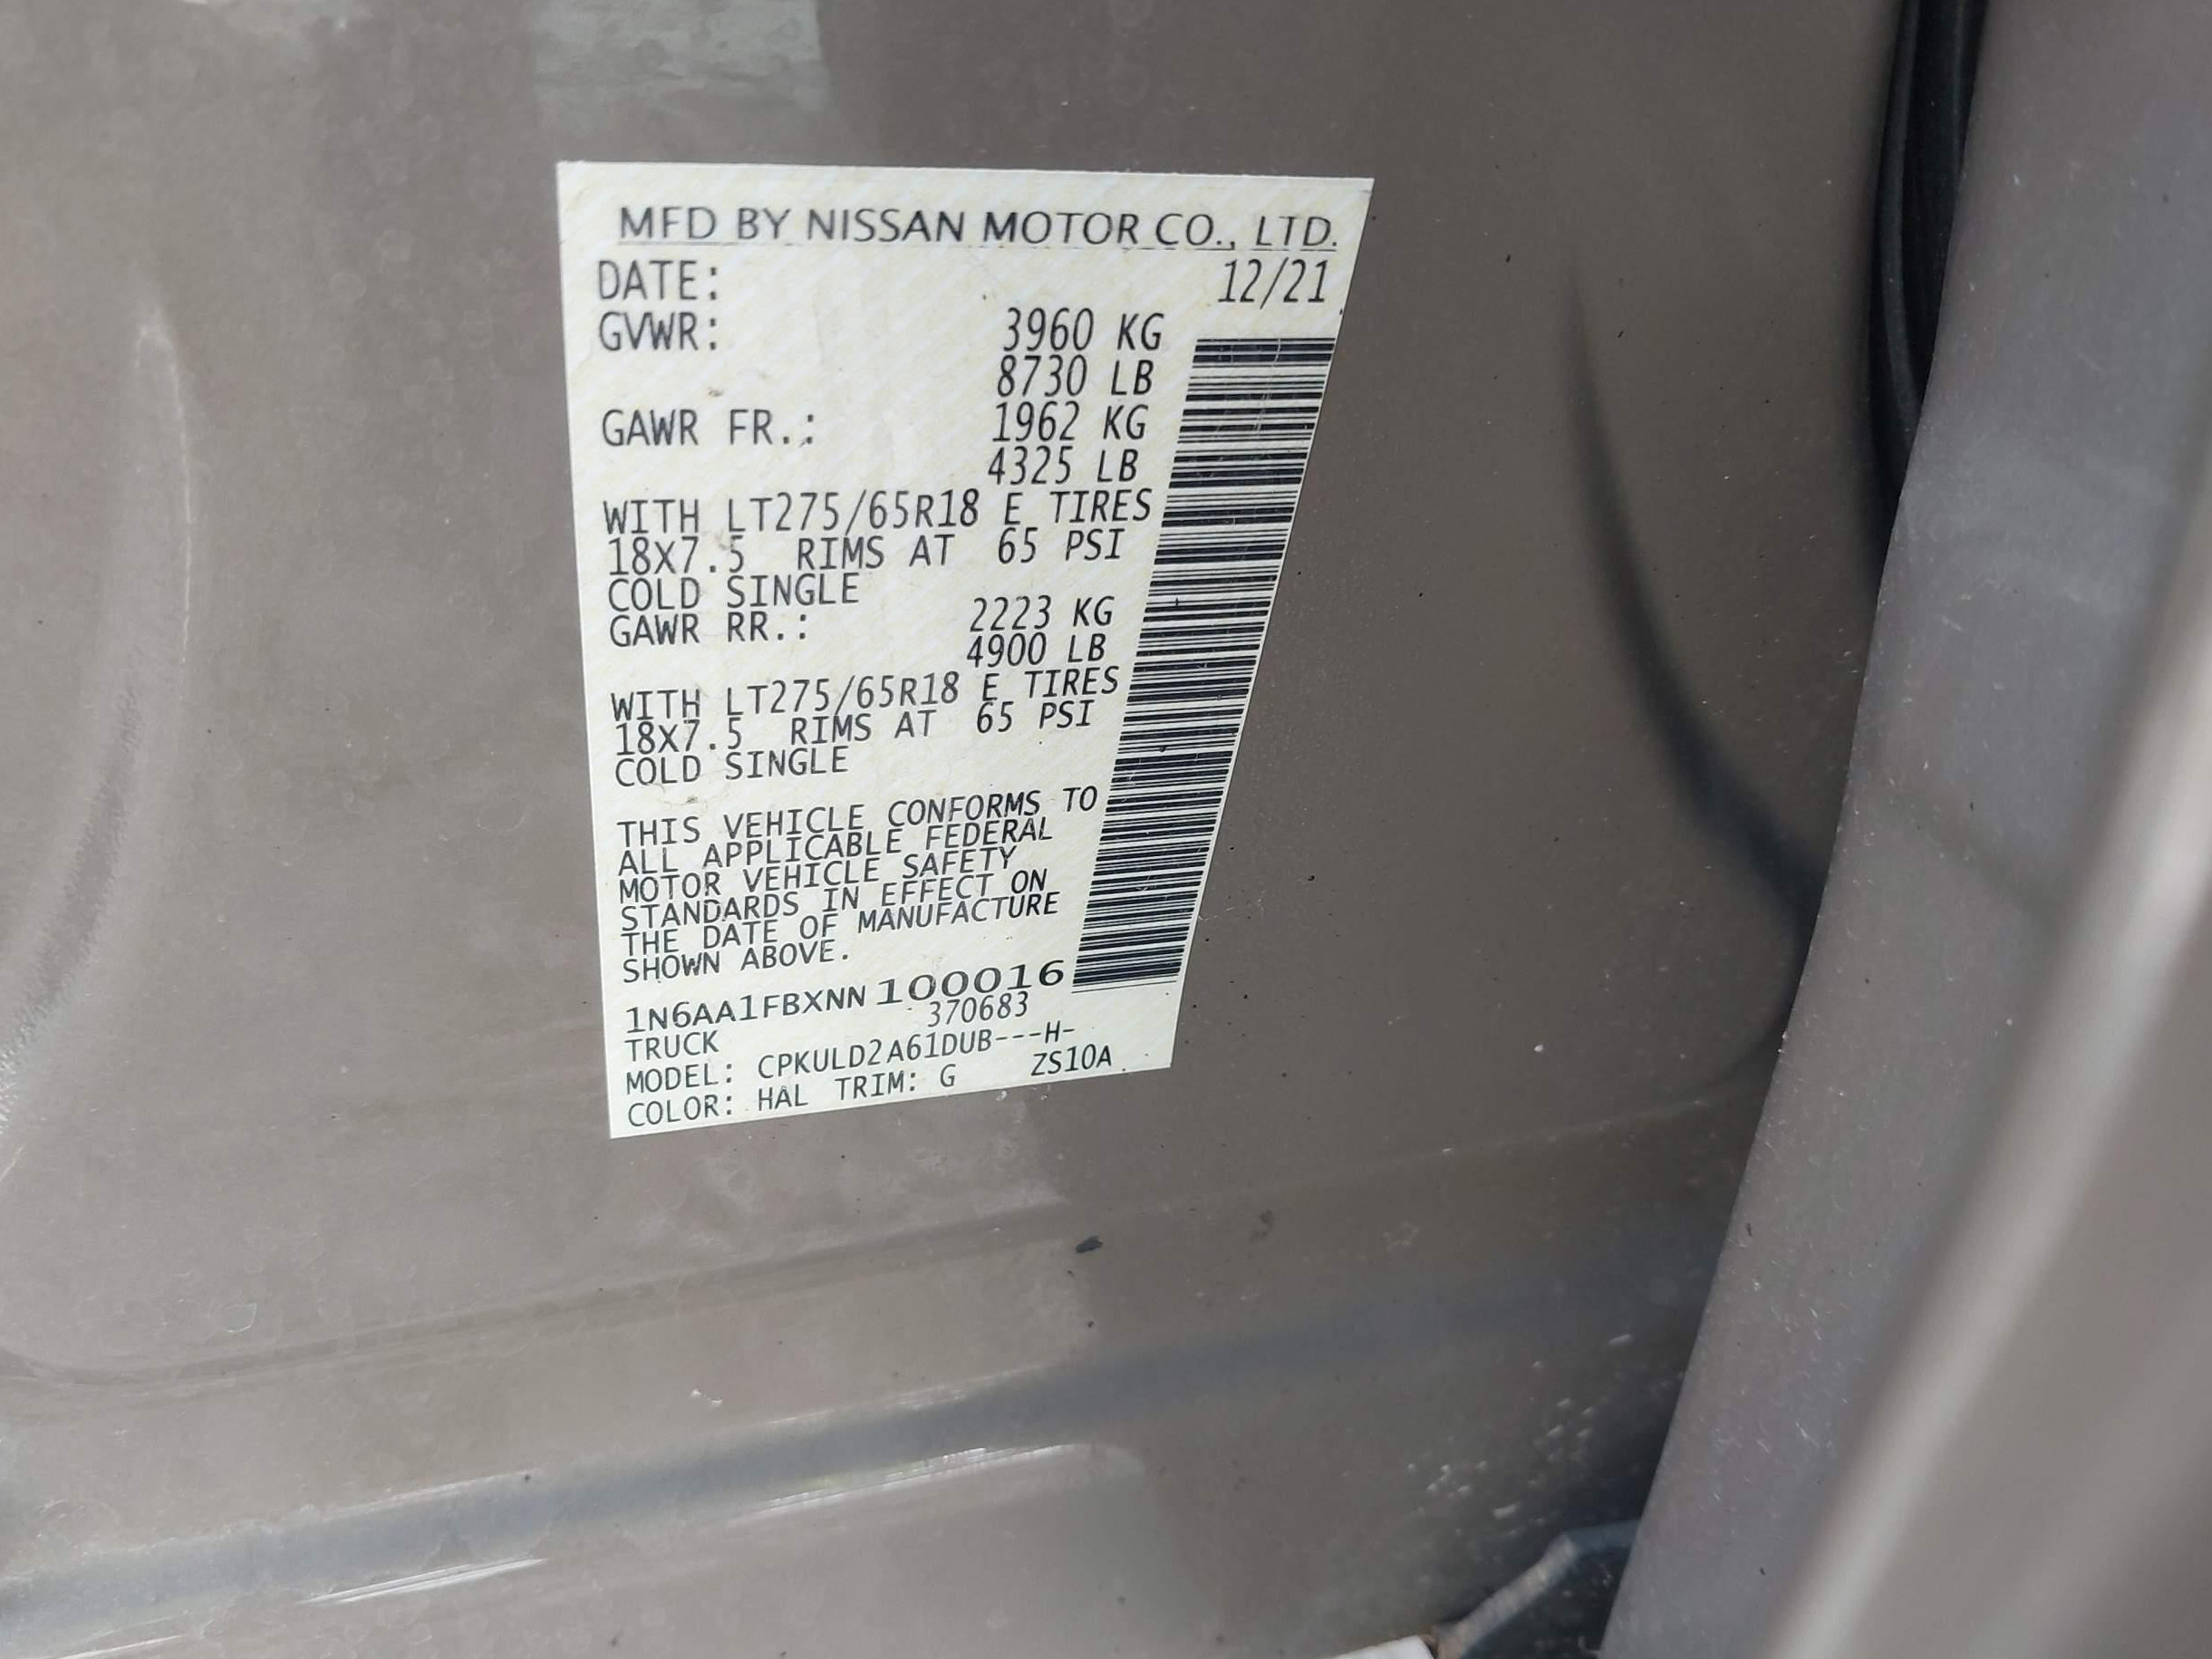 MFD BY NISSAN MOTOR CO., LTD.
DATE: 12/21
GVWR: 3960 KG
8730 LB
GAWR FR.: 1962 KG
4325 LB
WITH LT275/65R18 E TIRES
18X7.5 RIMS AT 65 PSI
COLD SINGLE
GAWR RR.: 2223 KG
4900 LB
WITH LT275/65R18 E TIRES
18X7.5 RIMS AT 65 PSI
COLD SINGLE
THIS VEHICLE CONFORMS TO
ALL APPLICABLE FEDERAL
MOTOR VEHICLE SAFETY
STANDARDS IN EFFECT ON
THE DATE OF MANUFACTURE
SHOWN ABOVE.
1N6AA1FBXNN100016
TRUCK 370683
MODEL: CPKULD2A61DUB---H-
COLOR: HAL TRIM: G ZS10A